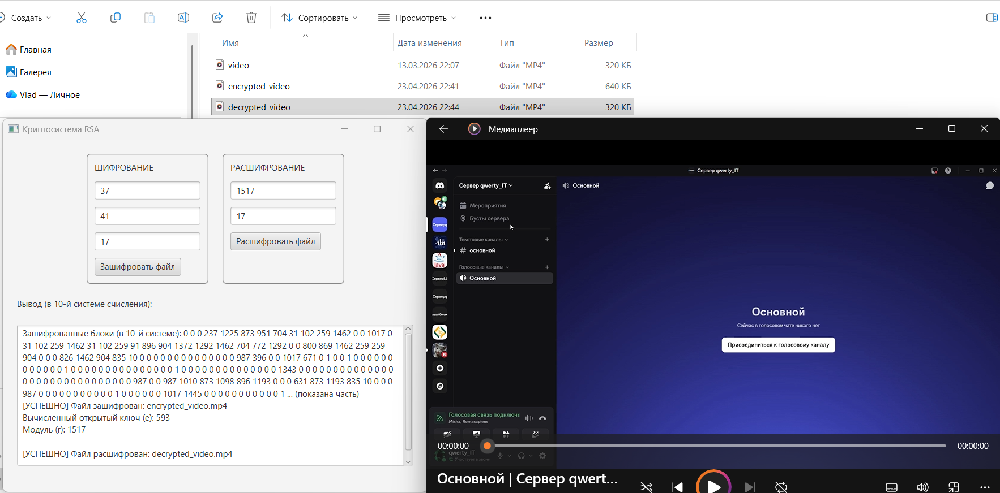 Создать
Сортировать
Просмотреть
Имя
Дата изменения
Тип
Размер
Главная
Галерея
Vlad — Личное
video 13.03.2026 22:07 Файл "MP4" 320 КБ
encrypted_video 23.04.2026 22:41 Файл "MP4" 640 КБ
decrypted_video 23.04.2026 22:44 Файл "MP4" 320 КБ
Криптосистема RSA
ШИФРОВАНИЕ
37
41
17
Зашифровать файл
РАСШИФРОВАНИЕ
1517
17
Расшифровать файл
Вывод (в 10-й системе счисления):
Зашифрованные блоки (в 10-й системе): 0 0 0 237 1225 873 951 704 31 102 259 1462 0 0 1017 0
31 102 259 1462 31 102 259 91 896 904 1372 1292 1462 704 772 1292 0 0 800 869 1462 259 259
904 0 0 0 826 1462 904 835 10 0 0 0 0 0 0 0 0 0 0 0 0 0 0 987 396 0 0 1017 671 0 1 0 0 1 0 0 0 0 0 0
0 0 0 0 0 0 1 0 0 0 0 0 0 0 0 0 0 0 0 0 0 0 1 0 0 0 0 0 0 0 0 0 0 0 0 0 0 1343 0 0 0 0 0 0 0 0 0 0 0 0 0
0 0 0 0 0 0 0 0 0 0 0 0 0 0 0 0 987 0 0 987 1010 873 1098 896 1193 0 0 0 631 873 1193 835 10 0 0 0
987 0 0 0 0 0 0 0 0 0 0 0 1 0 0 0 0 0 0 1017 1445 0 0 0 0 0 0 0 0 0 0 0 1 ... (показана часть)
[УСПЕШНО] Файл зашифрован: encrypted_video.mp4
Вычисленный открытый ключ (e): 593
Модуль (r): 1517
[УСПЕШНО] Файл расшифрован: decrypted_video.mp4
Медиаплеер
Сервер qwerty_IT
Сервер qwerty_IT
Основной
Мероприятия
Бусты сервера
Текстовые каналы
основной
Голосовые каналы
Основной
Серверq
Java
Серверq
8
Основной
Сейчас в голосовом чате никого нет
Присоединиться к голосовому каналу
Голосовая связь подключе
Misha, Romasapiens
00:00:00
00:00:00
qwerty_IT
Участвует в звонк
Основной | Сервер qwert...